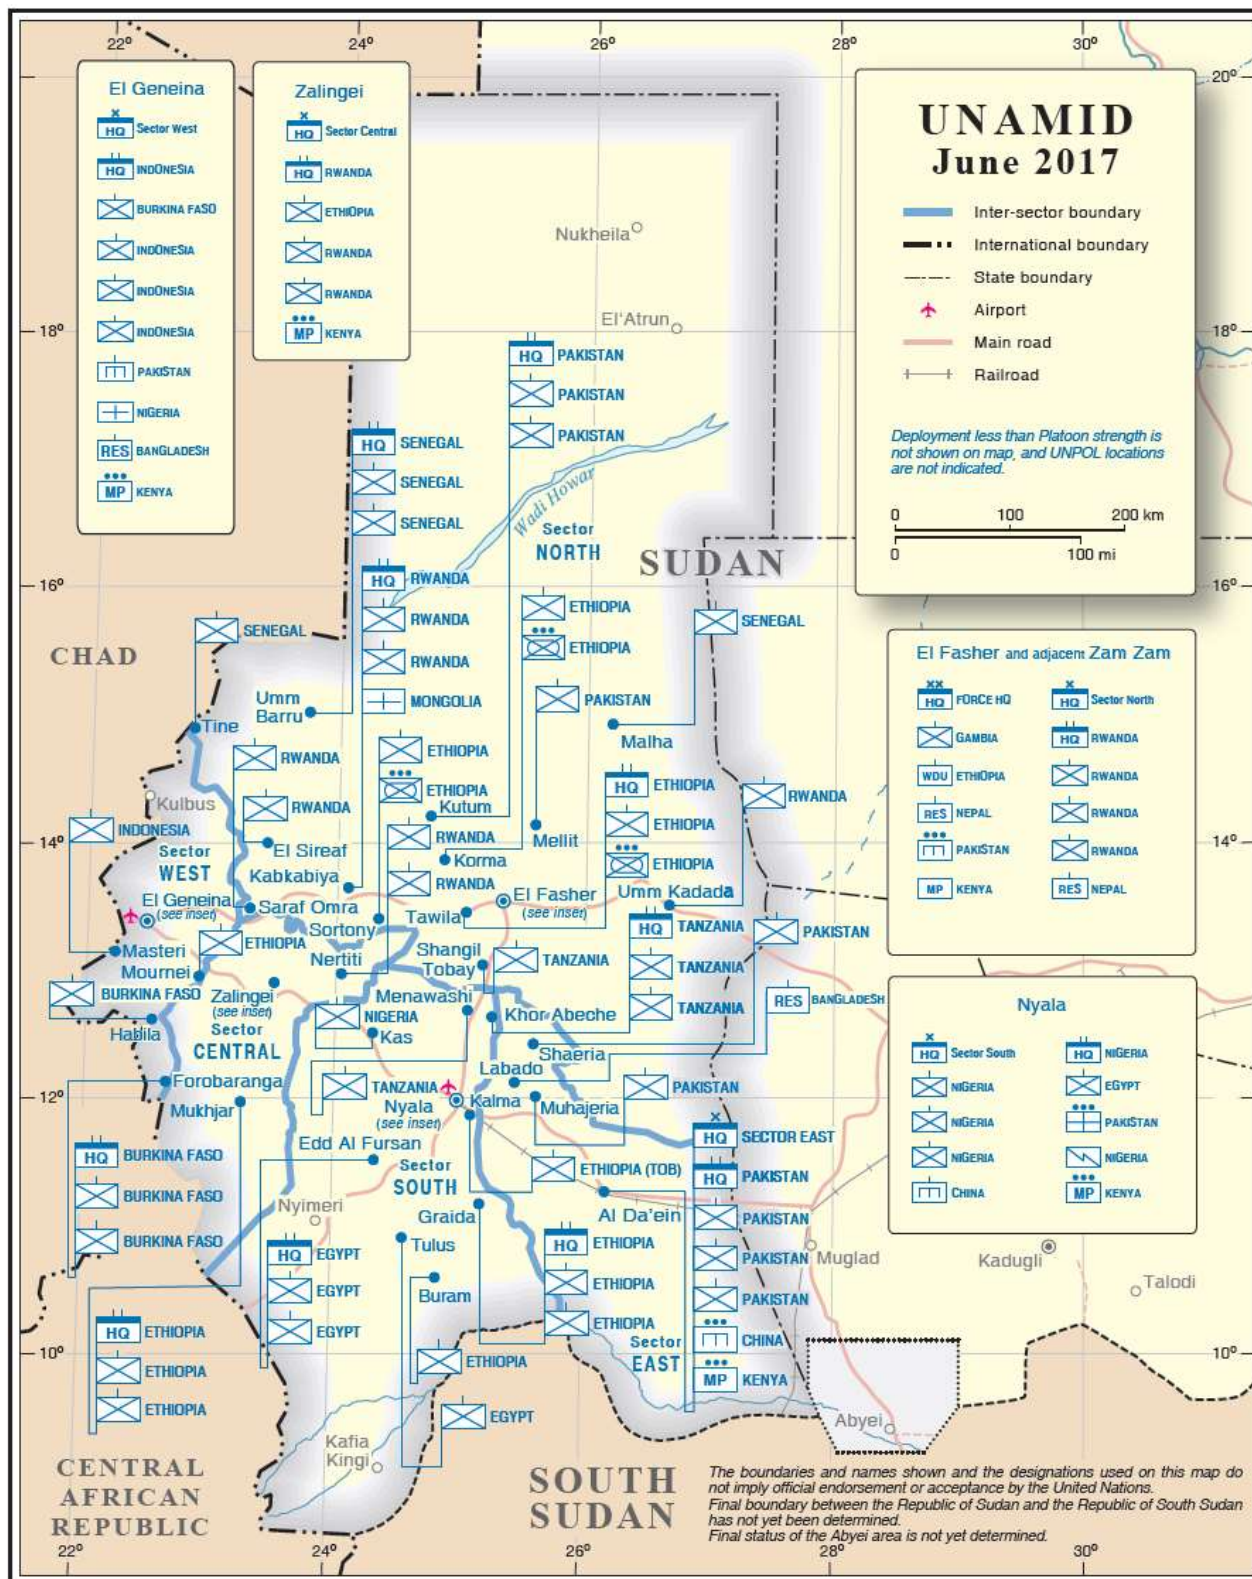 22°
24°
26°
28°
30°
20°
18°
16°
14°
12°
10°
El Geneina
HQ Sector West
HQ INDONESIA
BURKINA FASO
INDONESIA
INDONESIA
INDONESIA
PAKISTAN
NIGERIA
RES BANGLADESH
MP KENYA
Zalingei
HQ Sector Central
HQ RWANDA
ETHIOPIA
RWANDA
RWANDA
MP KENYA
UNAMID
June 2017
Inter-sector boundary
International boundary
State boundary
Airport
Main road
Railroad
Deployment less than Platoon strength is
not shown on map, and UNPOL locations
are not indicated.
0 100 200 km
0 100 mi
Nukheila
El'Atrun
18°
HQ PAKISTAN
PAKISTAN
PAKISTAN
HQ SENEGAL
SENEGAL
SENEGAL
Wadi Howar
Sector
NORTH
SUDAN
16°
HQ RWANDA
RWANDA
RWANDA
MONGOLIA
ETHIOPIA
ETHIOPIA
SENEGAL
SENEGAL
CHAD
Umm
Barru
Tine
PAKISTAN
Malha
RWANDA
ETHIOPIA
ETHIOPIA
HQ ETHIOPIA
ETHIOPIA
ETHIOPIA
RWANDA
Kulbus
RWANDA
Kutum
INDONESIA
El Sireaf
RWANDA
RWANDA
Korma
Mellit
14°
Sector
WEST
Kabkabiya
El Geneina
(see inset)
Saraf Omra
Sortony
Tawila
El Fasher
(see inset)
Umm Kadada
HQ TANZANIA
TANZANIA
TANZANIA
PAKISTAN
Masteri
Mournei
ETHIOPIA
Nertiti
Shangil
Tobay
TANZANIA
BURKINA FASO
Zalingei
(see inset)
Menawashi
RES BANGLADESH
Habila
Sector
CENTRAL
NIGERIA
Kas
Khor Abeche
Shaeria
Labado
Forobaranga
Mukhjar
TANZANIA
Nyala
(see inset)
Kalma
Muhajeria
PAKISTAN
12°
Edd Al Fursan
HQ BURKINA FASO
BURKINA FASO
BURKINA FASO
Sector
SOUTH
ETHIOPIA (TOB)
HQ SECTOR EAST
HQ PAKISTAN
PAKISTAN
PAKISTAN
PAKISTAN
CHINA
MP KENYA
Nyimeri
Graida
Al Da'ein
Tulus
Buram
HQ EGYPT
EGYPT
EGYPT
HQ ETHIOPIA
ETHIOPIA
ETHIOPIA
HQ ETHIOPIA
ETHIOPIA
ETHIOPIA
Sector
EAST
10°
ETHIOPIA
EGYPT
Kafia
Kingi
Muglad
Kadugli
Talodi
Abyei
El Fasher and adjacent Zam Zam
HQ FORCE HQ
GAMBIA
WDU ETHIOPIA
RES NEPAL
PAKISTAN
MP KENYA
HQ Sector North
HQ RWANDA
RWANDA
RWANDA
RWANDA
RES NEPAL
Nyala
HQ Sector South
NIGERIA
NIGERIA
NIGERIA
CHINA
HQ NIGERIA
EGYPT
PAKISTAN
NIGERIA
MP KENYA
CENTRAL
AFRICAN
REPUBLIC
SOUTH
SUDAN
The boundaries and names shown and the designations used on this map do
not imply official endorsement or acceptance by the United Nations.
Final boundary between the Republic of Sudan and the Republic of South Sudan
has not yet been determined.
Final status of the Abyei area is not yet determined.
22°
24°
26°
28°
30°